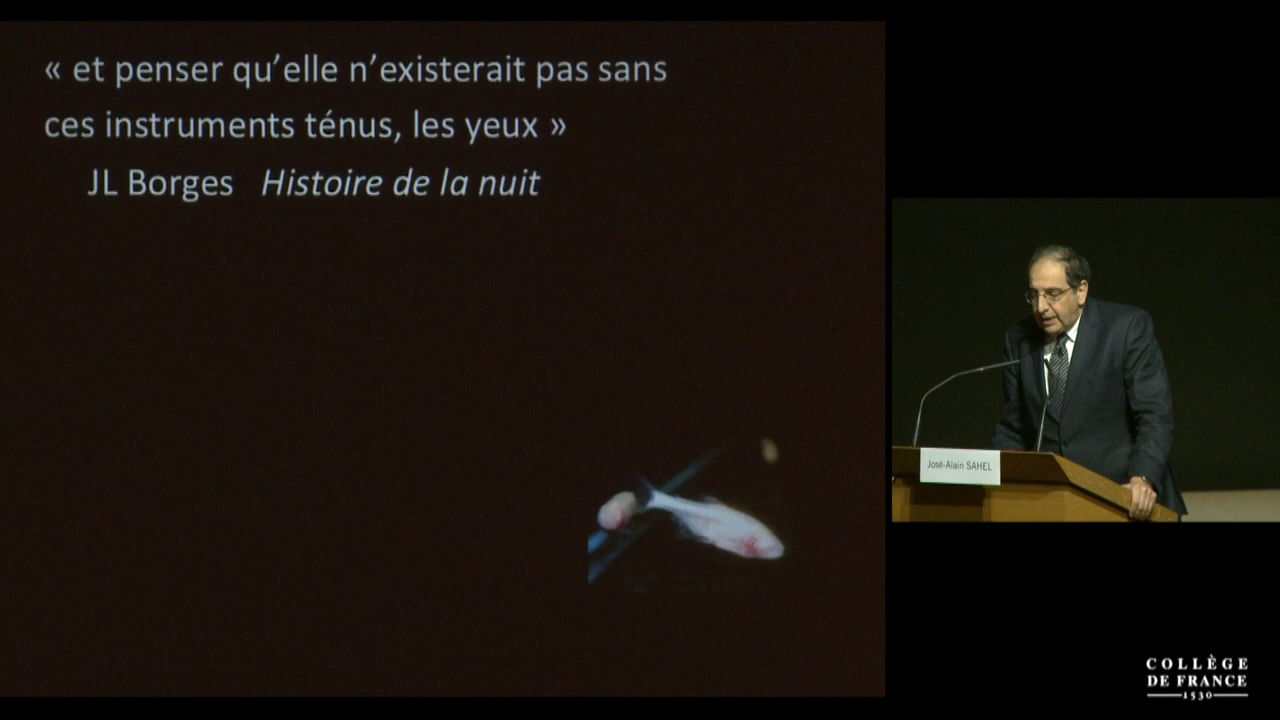 « et penser qu’elle n’existerait pas sans
ces instruments ténus, les yeux »
JL Borges Histoire de la nuit
José-Alain SAHEL
COLLÈGE
DE FRANCE
1530